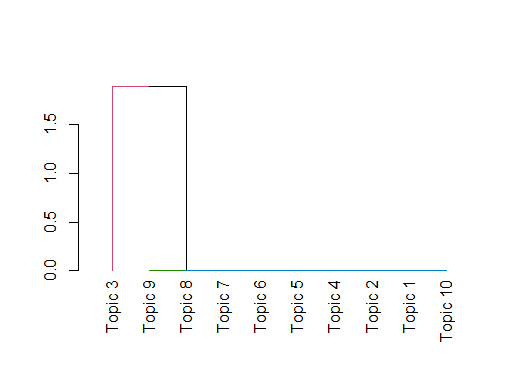 1.5
1.0
0.5
0.0
Topic 3
Topic 9
Topic 8
Topic 7
Topic 6
Topic 5
Topic 4
Topic 2
Topic 1
Topic 10